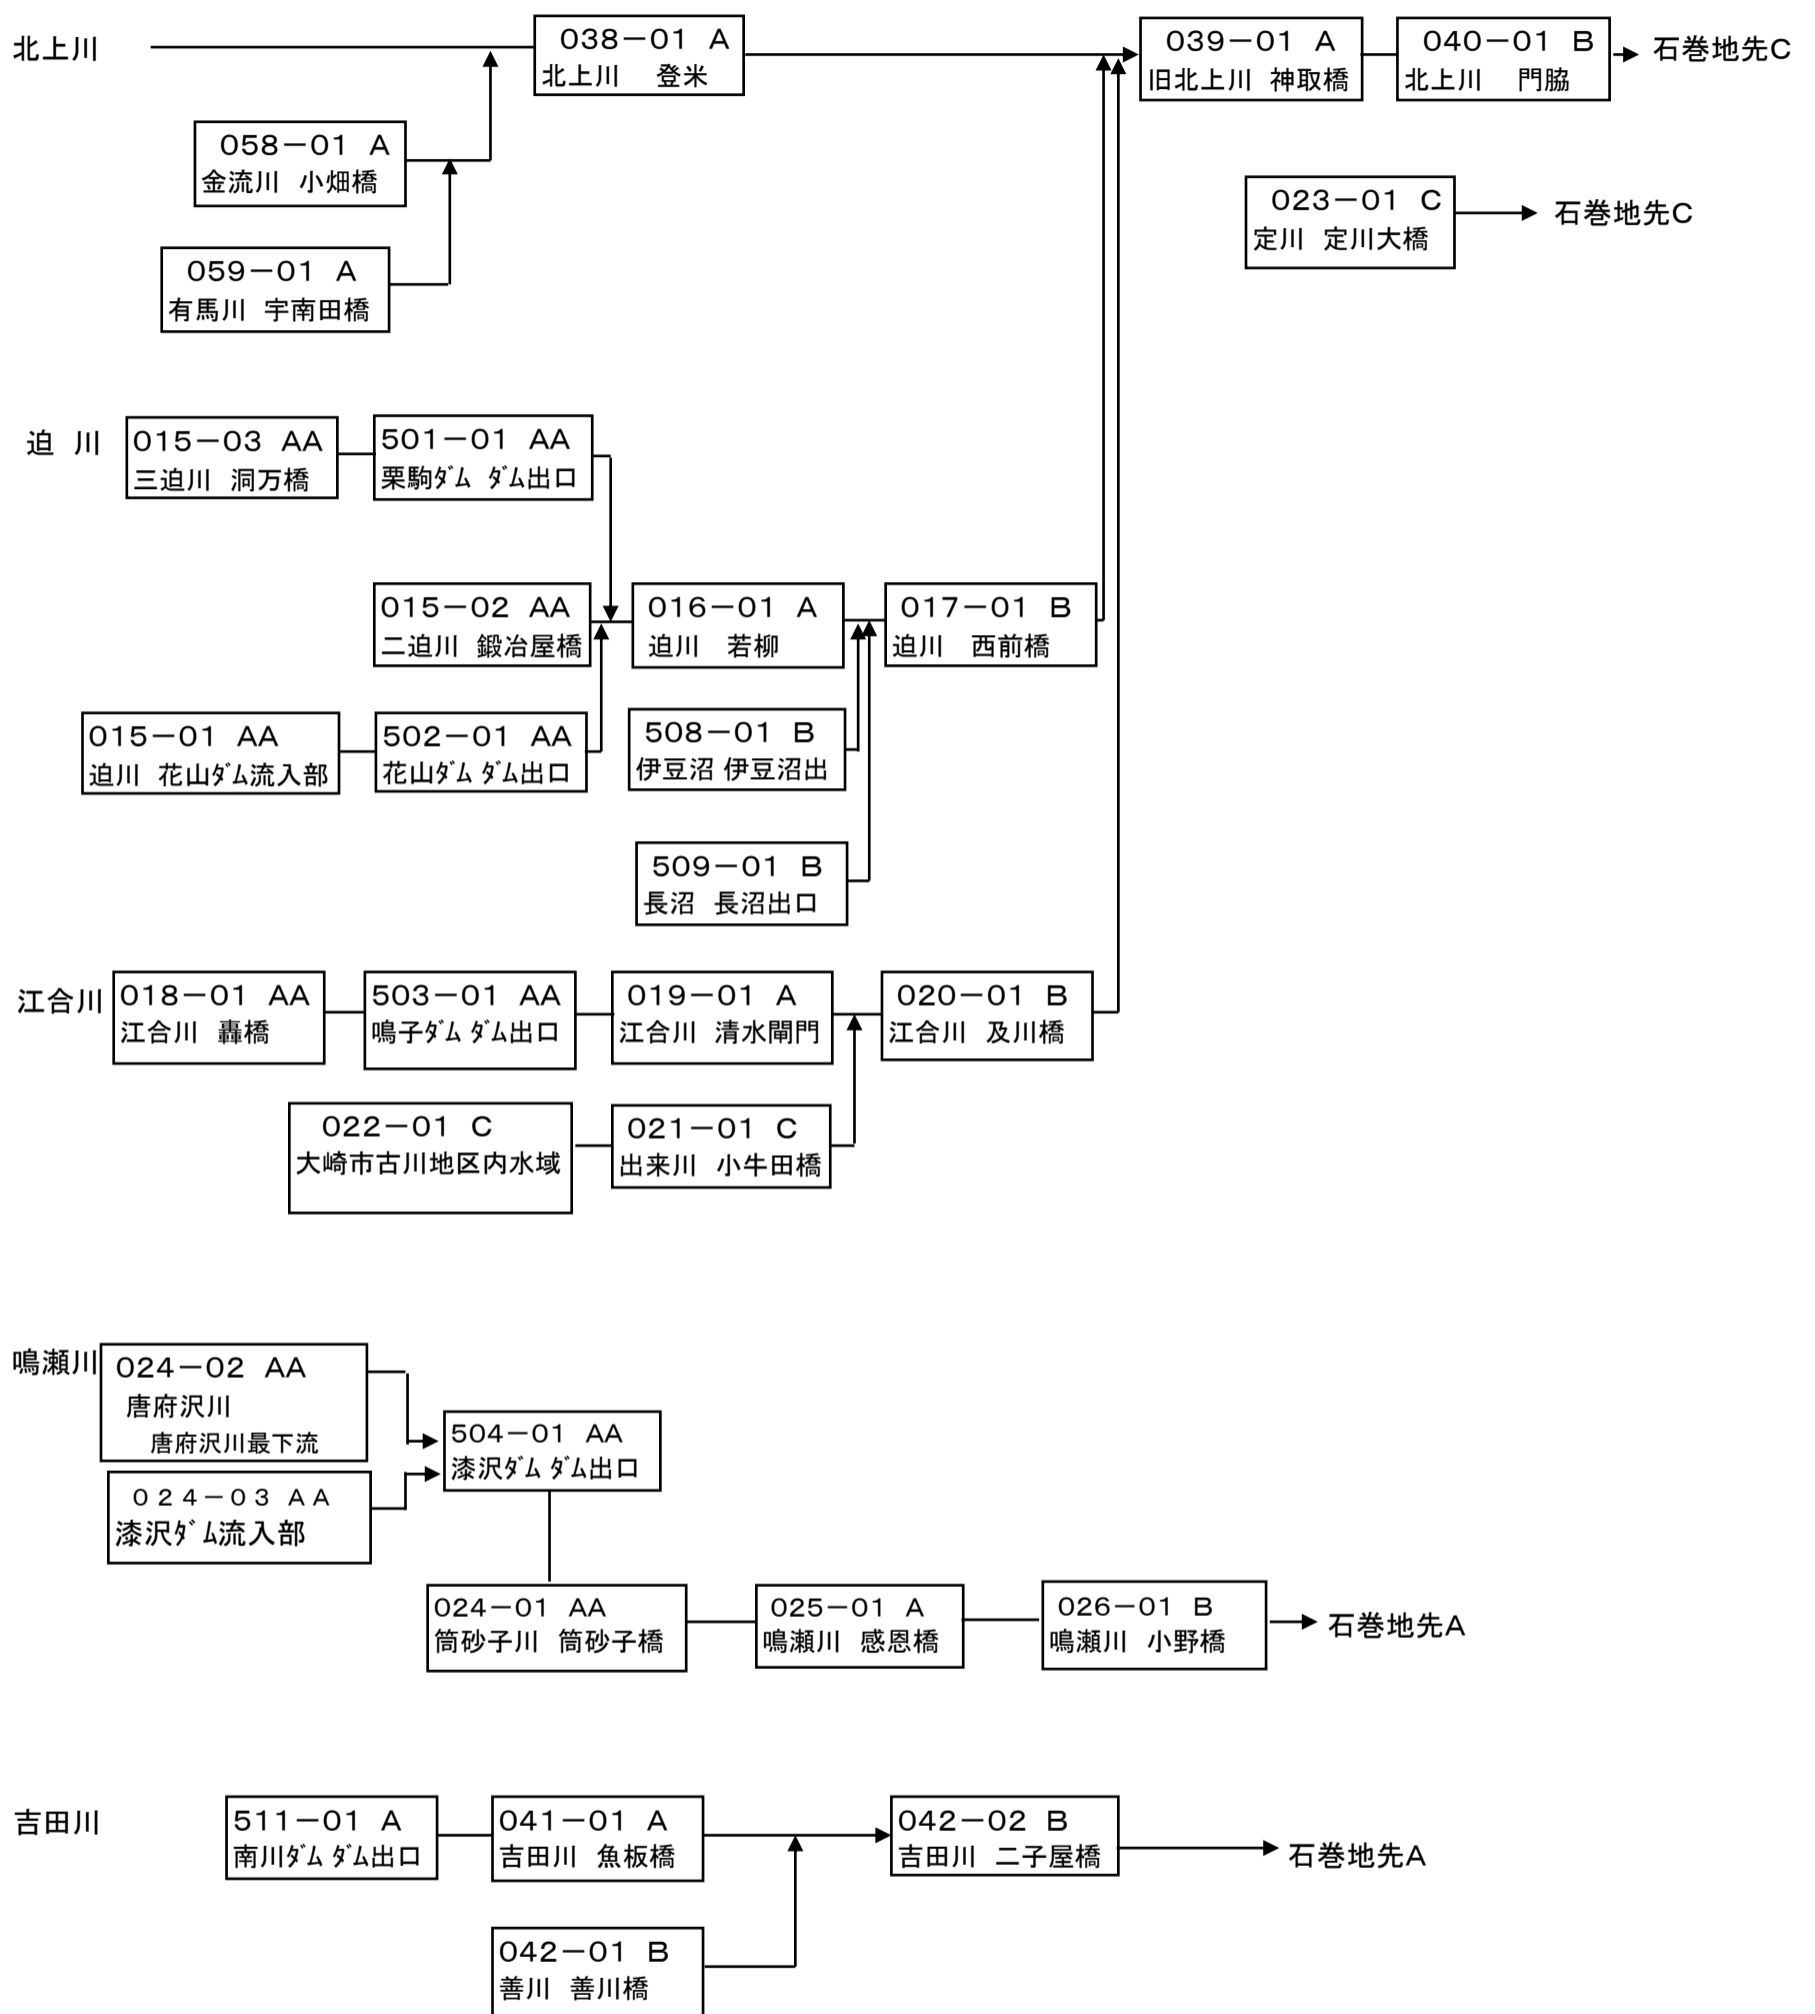 北上川
038－01 A
北上川 登米
039－01 A
旧北上川 神取橋
040－01 B
北上川 門脇
石巻地先C
058－01 A
金流川 小畑橋
023－01 C
定川 定川大橋
石巻地先C
059－01 A
有馬川 宇南田橋
迫 川
015－03 AA
三迫川 洞万橋
501－01 AA
栗駒ﾀﾞﾑ ﾀﾞﾑ出口
015－02 AA
二迫川 鍛冶屋橋
016－01 A
迫川 若柳
017－01 B
迫川 西前橋
015－01 AA
迫川 花山ﾀﾞﾑ流入部
502－01 AA
花山ﾀﾞﾑ ﾀﾞﾑ出口
508－01 B
伊豆沼 伊豆沼出
509－01 B
長沼 長沼出口
江合川
018－01 AA
江合川 轟橋
503－01 AA
鳴子ﾀﾞﾑ ﾀﾞﾑ出口
019－01 A
江合川 清水閘門
020－01 B
江合川 及川橋
022－01 C
大崎市古川地区内水域
021－01 C
出来川 小牛田橋
鳴瀬川
024－02 AA
唐府沢川
唐府沢川最下流
504－01 AA
漆沢ﾀﾞﾑ ﾀﾞﾑ出口
024－03 AA
漆沢ﾀﾞﾑ流入部
024－01 AA
筒砂子川 筒砂子橋
025－01 A
鳴瀬川 感恩橋
026－01 B
鳴瀬川 小野橋
石巻地先A
吉田川
511－01 A
南川ﾀﾞﾑ ﾀﾞﾑ出口
041－01 A
吉田川 魚板橋
042－02 B
吉田川 二子屋橋
石巻地先A
042－01 B
善川 善川橋